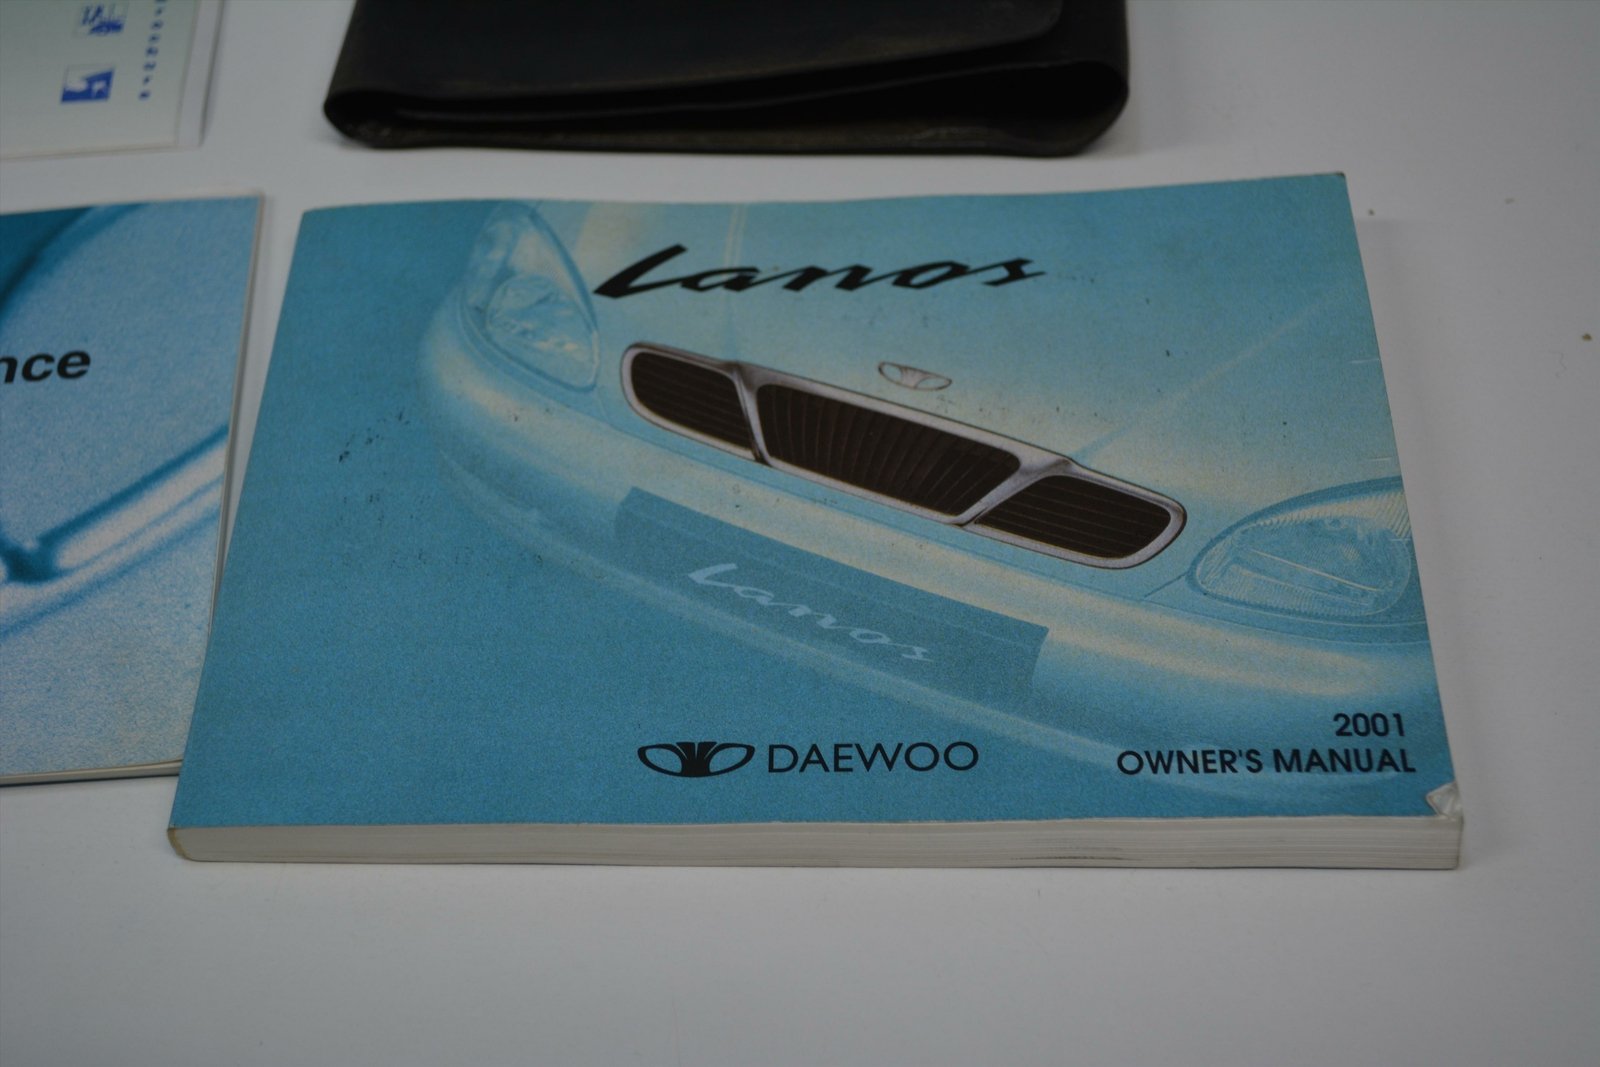 nce
Lanos
Lanos
DAEWOO
2001
OWNER'S MANUAL